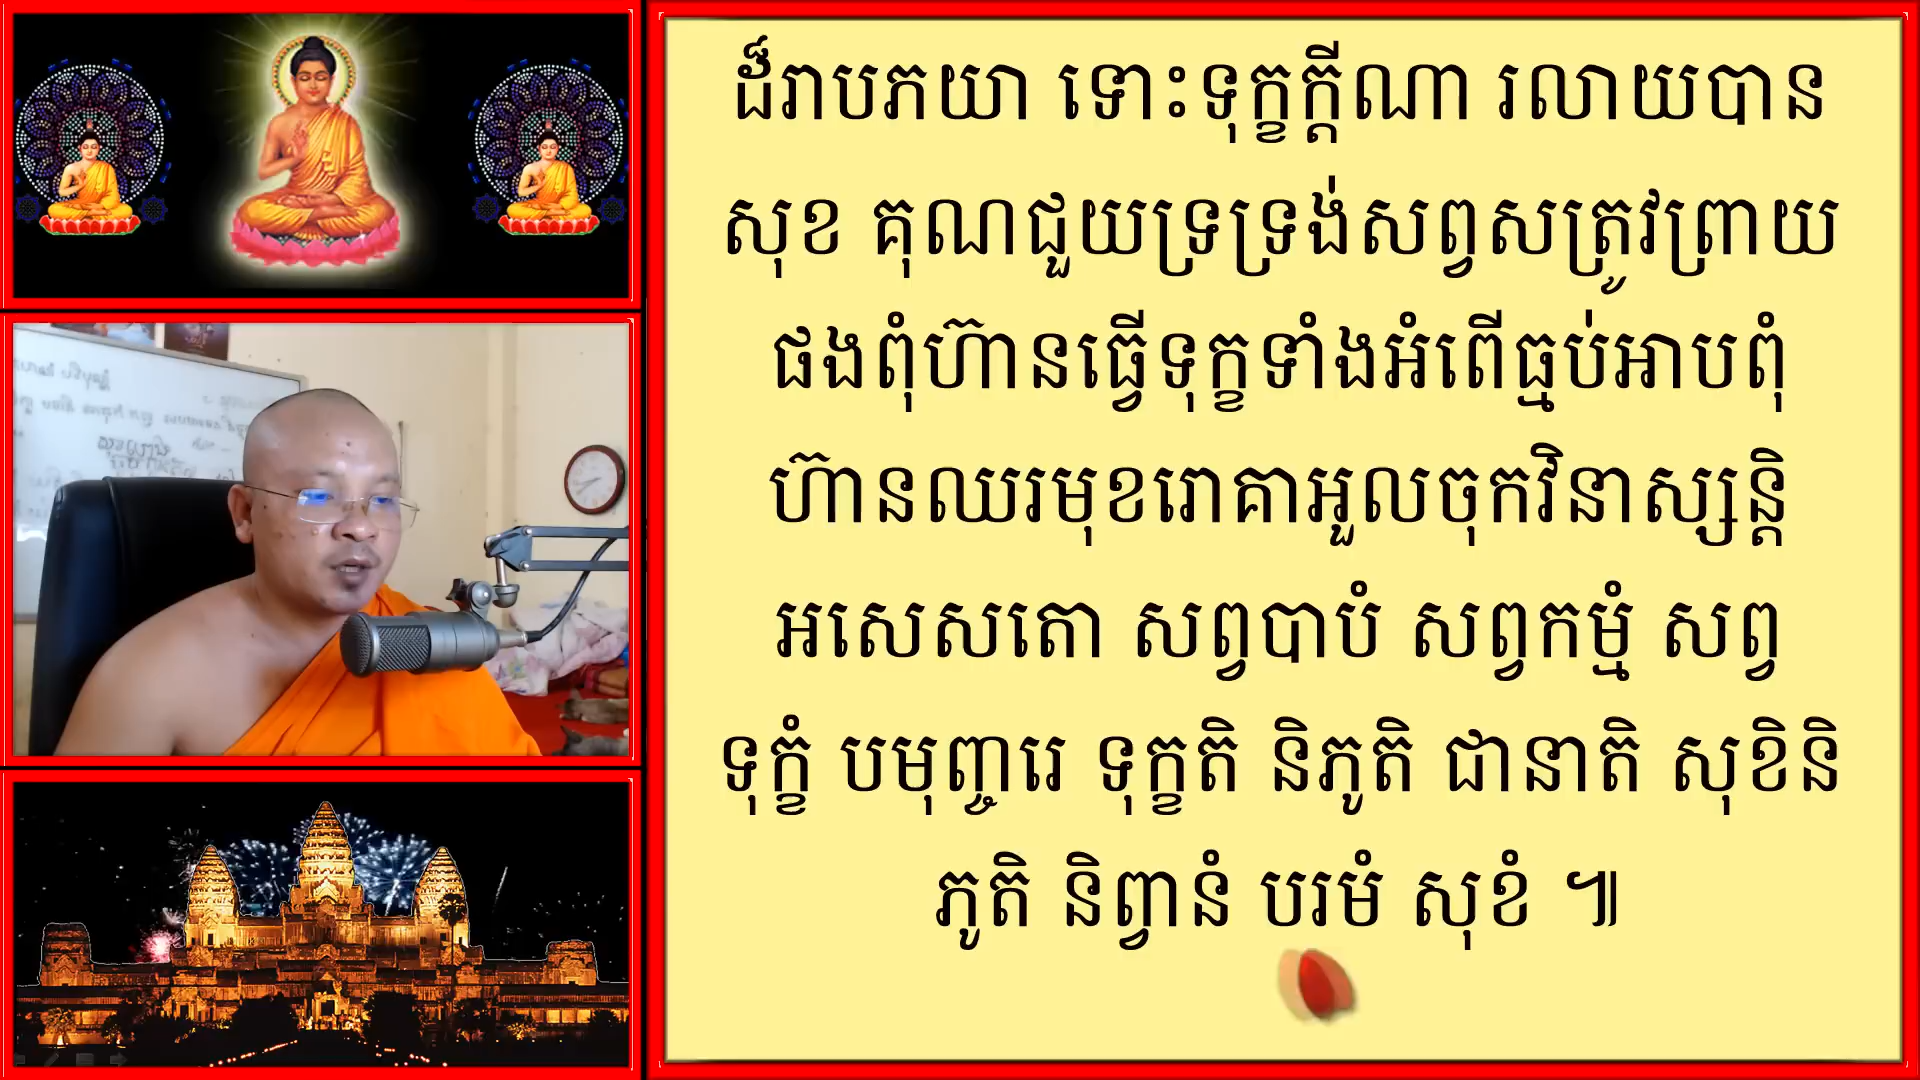 ដ៏រាបភយា ទោះទុក្ខក្ដីណា រលាយបាន
សុខ គុណជួយទ្រទ្រង់សព្វសត្រូវព្រាយ
ផងពុំហ៊ានធ្វើទុក្ខទាំងអំពើធ្មប់អាបពុំ
ហ៊ានឈរមុខរោគាអួលចុកវិនាស្សន្តិ
អសេសតោ សព្វបាបំ សព្វកម្មំ សព្វ
ទុក្ខំ បមុញ្ចរេ ទុក្ខតិ និភូតិ ជានាតិ សុខិនិ
ភូតិ និព្វានំ បរមំ សុខំ ៕